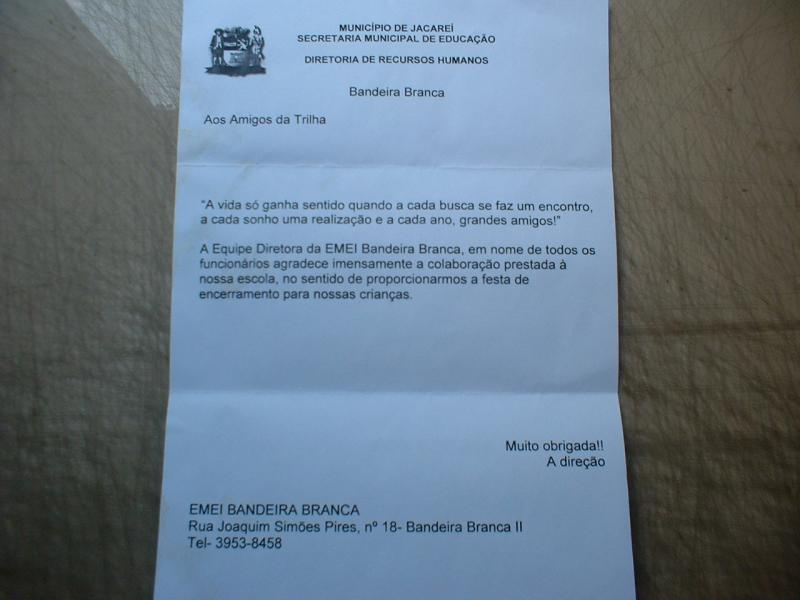 MUNICÍPIO DE JACAREÍ
SECRETARIA MUNICIPAL DE EDUCAÇÃO
DIRETORIA DE RECURSOS HUMANOS
Bandeira Branca
Aos Amigos da Trilha
“A vida só ganha sentido quando a cada busca se faz um encontro,
a cada sonho uma realização e a cada ano, grandes amigos!”
A Equipe Diretora da EMEI Bandeira Branca, em nome de todos os
funcionários agradece imensamente a colaboração prestada à
nossa escola, no sentido de proporcionarmos a festa de
encerramento para nossas crianças.
Muito obrigada!!
A direção
EMEI BANDEIRA BRANCA
Rua Joaquim Simões Pires, nº 18- Bandeira Branca II
Tel- 3953-8458